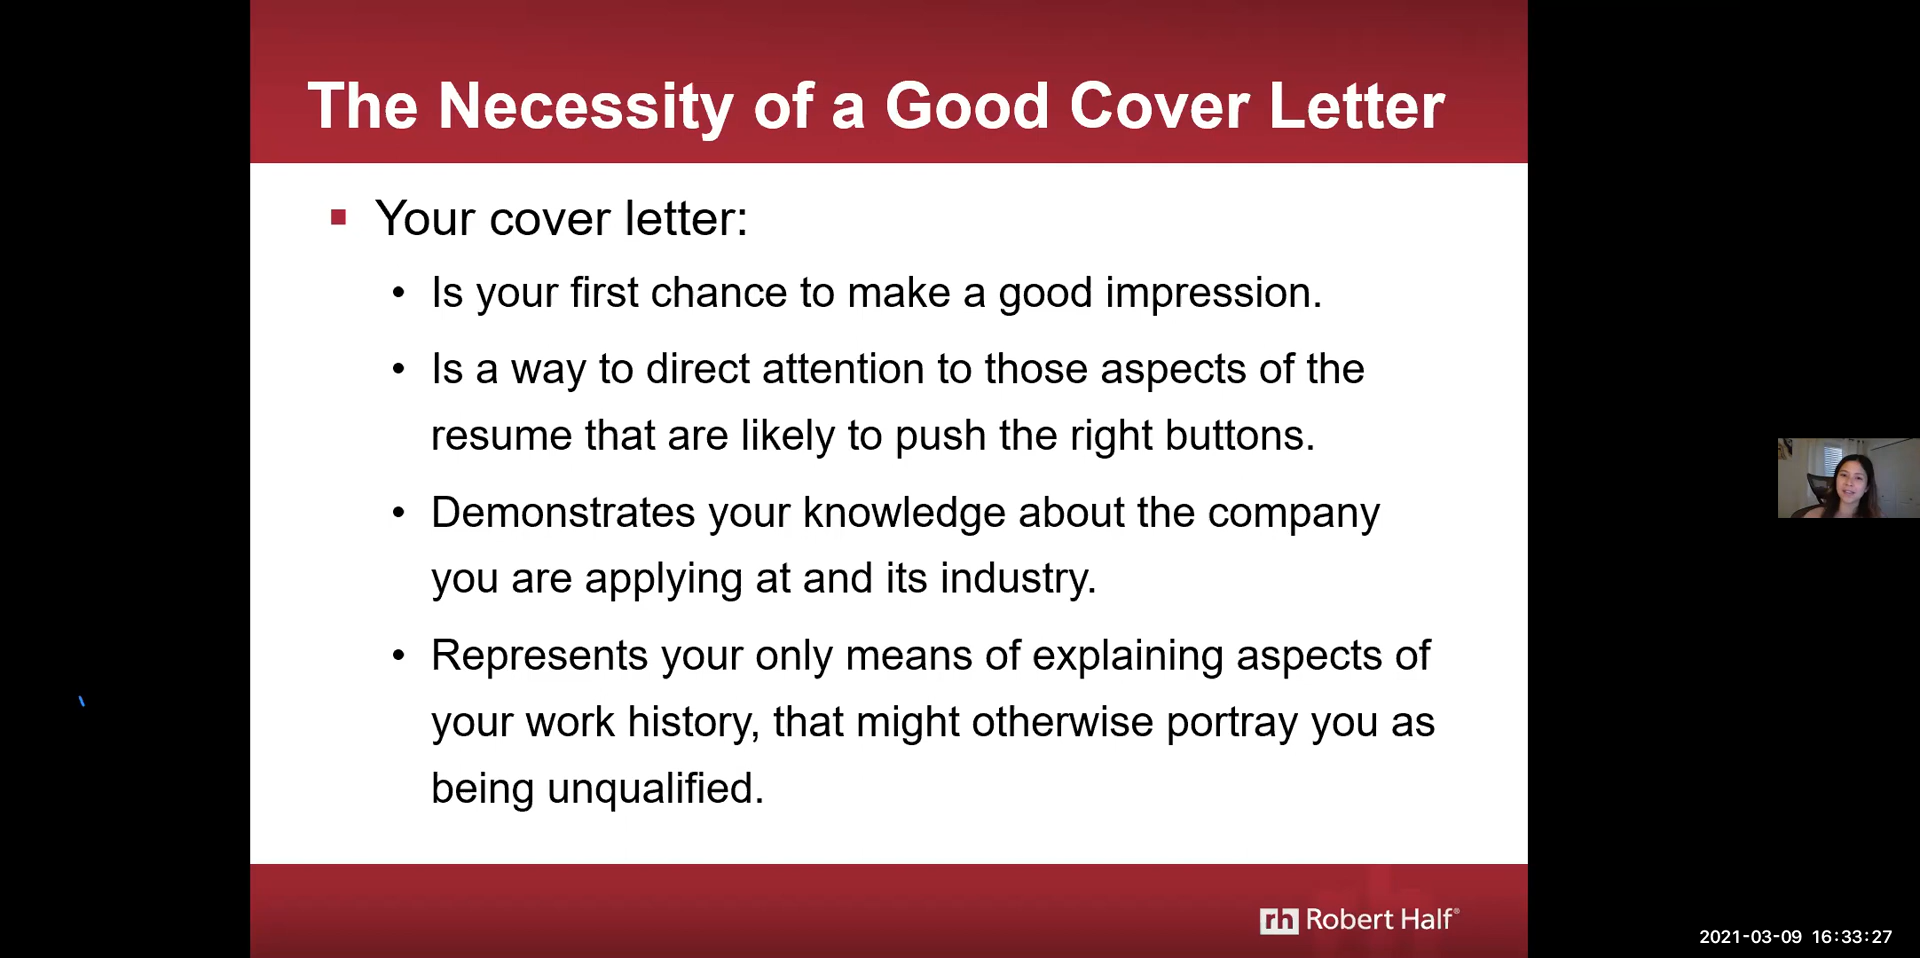 The Necessity of a Good Cover Letter
Your cover letter:
Is your first chance to make a good impression.
Is a way to direct attention to those aspects of the
resume that are likely to push the right buttons.
Demonstrates your knowledge about the company
you are applying at and its industry.
Represents your only means of explaining aspects of
your work history, that might otherwise portray you as
being unqualified.
rh Robert Half®
2021-03-09 16:33:27